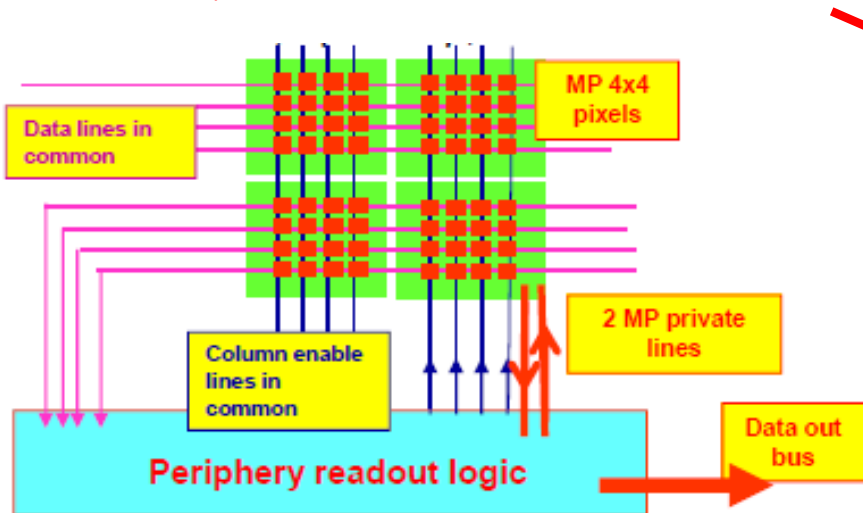 MP 4x4
pixels
Data lines in
common
2 MP private
lines
Column enable
lines in
common
Data out
bus
Periphery readout logic